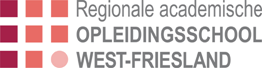 Regionale academische
OPLEIDINGSSCHOOL
WEST-FRIESLAND